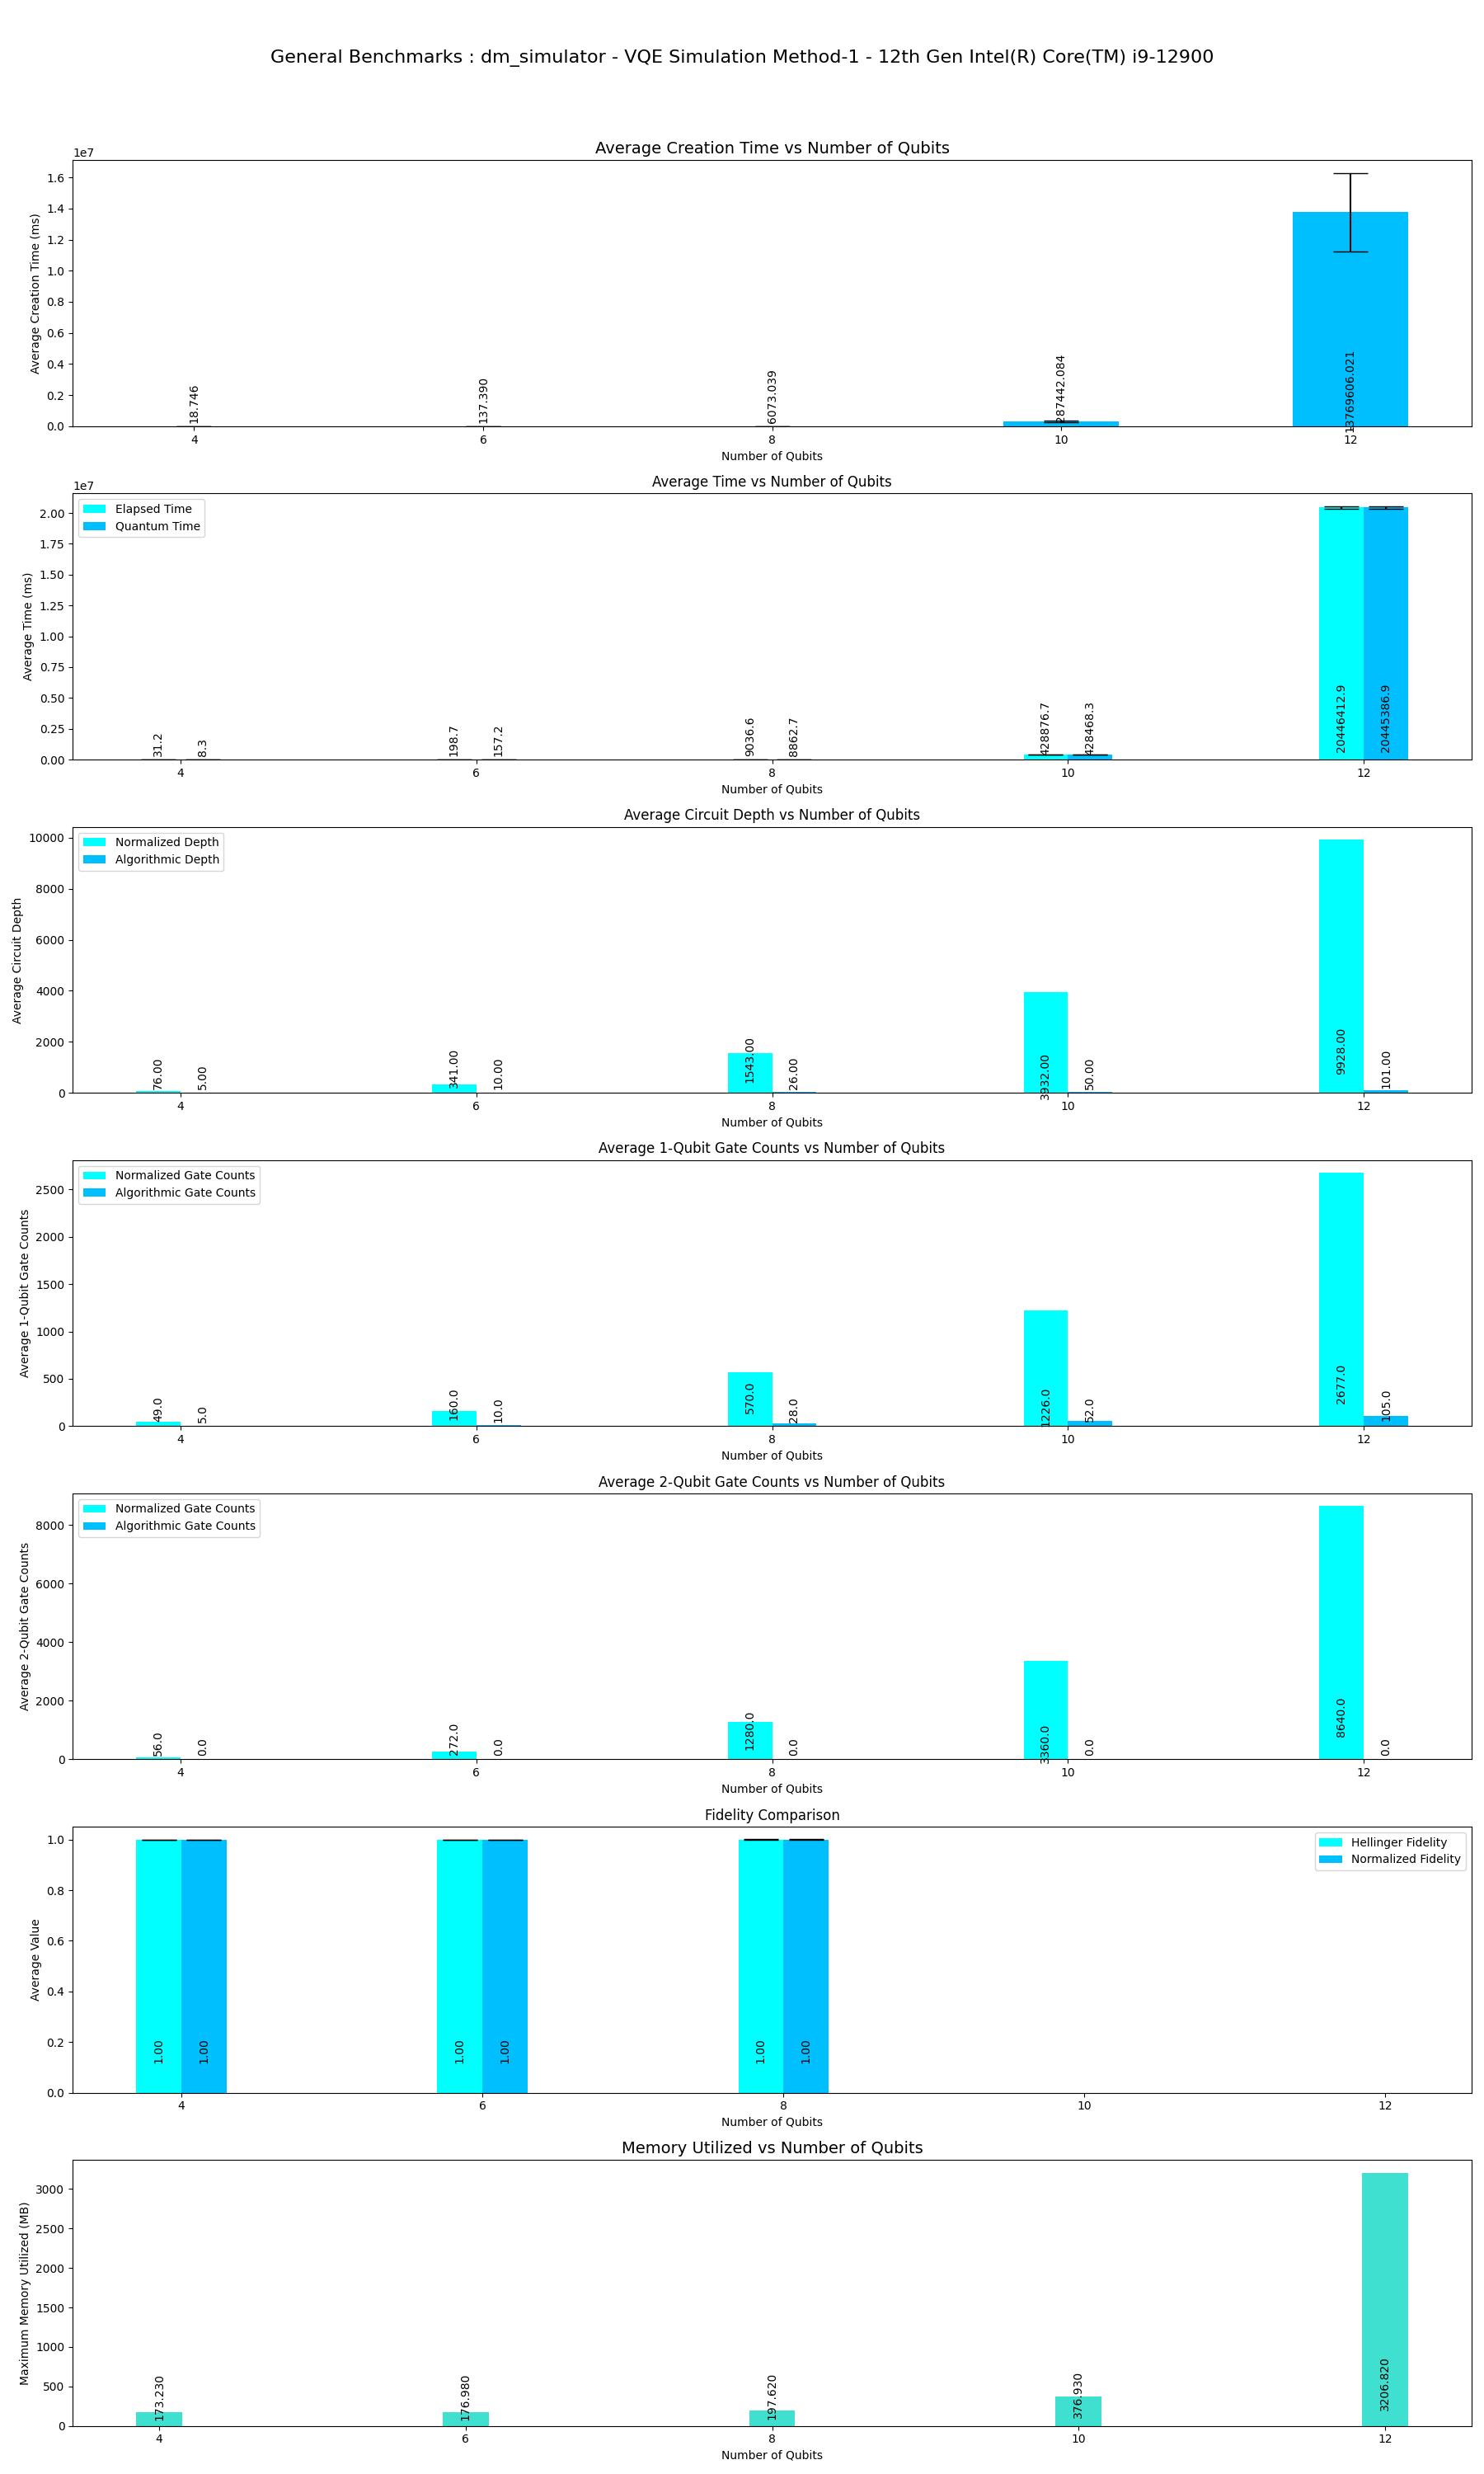 General Benchmarks : dm_simulator - VQE Simulation Method-1 - 12th Gen Intel(R) Core(TM) i9-12900
Average Creation Time vs Number of Qubits
1e7
Average Creation Time (ms)
1.6
1.4
1.2
1.0
0.8
0.6
0.4
0.2
0.0
18.746
137.390
6073.039
287442.084
13769606.021
4 6 8 10 12
Number of Qubits
Average Time vs Number of Qubits
1e7
Elapsed Time
Quantum Time
Average Time (ms)
2.00
1.75
1.50
1.25
1.00
0.75
0.50
0.25
0.00
31.2 8.3
198.7 157.2
9036.6 8862.7
428876.7 428468.3
20446412.9 20445386.9
4 6 8 10 12
Number of Qubits
Average Circuit Depth vs Number of Qubits
Normalized Depth
Algorithmic Depth
Average Circuit Depth
10000
8000
6000
4000
2000
0
76.00 5.00
341.00 10.00
1543.00 26.00
3932.00 50.00
9928.00 101.00
4 6 8 10 12
Number of Qubits
Average 1-Qubit Gate Counts vs Number of Qubits
Normalized Gate Counts
Algorithmic Gate Counts
Average 1-Qubit Gate Counts
2500
2000
1500
1000
500
0
49.0 5.0
160.0 10.0
570.0 28.0
1226.0 52.0
2677.0 105.0
4 6 8 10 12
Number of Qubits
Average 2-Qubit Gate Counts vs Number of Qubits
Normalized Gate Counts
Algorithmic Gate Counts
Average 2-Qubit Gate Counts
8000
6000
4000
2000
0
56.0 0.0
272.0 0.0
1280.0 0.0
3360.0 0.0
8640.0 0.0
4 6 8 10 12
Number of Qubits
Fidelity Comparison
Hellinger Fidelity
Normalized Fidelity
Average Value
1.0
0.8
0.6
0.4
0.2
0.0
1.00 1.00
1.00 1.00
1.00 1.00
4 6 8 10 12
Number of Qubits
Memory Utilized vs Number of Qubits
Maximum Memory Utilized (MB)
3000
2500
2000
1500
1000
500
0
173.230
176.980
197.620
376.930
3206.820
4 6 8 10 12
Number of Qubits